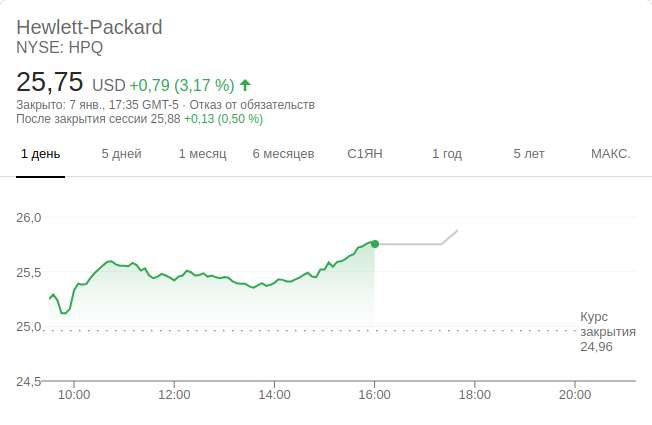 Hewlett-Packard
NYSE: HPQ
25,75 USD +0,79 (3,17 %)
Закрыто: 7 янв., 17:35 GMT-5 · Отказ от обязательств
После закрытия сессии 25,88 +0,13 (0,50 %)
1 день 5 дней 1 месяц 6 месяцев С1ЯН 1 год 5 лет МАКС.
26,0
25,5
25,0
Курс
закрытия
24,96
24,5
10:00 12:00 14:00 16:00 18:00 20:00